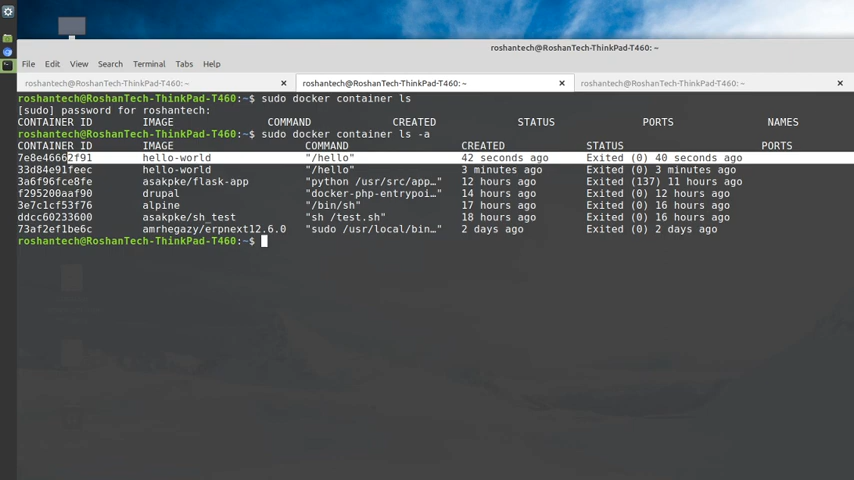 roshantech@RoshanTech-ThinkPad-T460: ~
File Edit View Search Terminal Tabs Help
roshantech@RoshanTech-ThinkPad-T460: ~ × roshantech@RoshanTech-ThinkPad-T460: ~ × roshantech@RoshanTech-ThinkPad-T460: ~ ×
roshantech@RoshanTech-ThinkPad-T460:~$ sudo docker container ls
[sudo] password for roshantech:
CONTAINER ID IMAGE COMMAND CREATED STATUS PORTS NAMES
roshantech@RoshanTech-ThinkPad-T460:~$ sudo docker container ls -a
CONTAINER ID IMAGE COMMAND CREATED STATUS PORTS
7e8e46662f91 hello-world "/hello" 42 seconds ago Exited (0) 40 seconds ago
33d84e91feec hello-world "/hello" 3 minutes ago Exited (0) 3 minutes ago
3a6f96fce8fe asakpke/flask-app "python /usr/src/app…" 12 hours ago Exited (137) 11 hours ago
f295200aaf90 drupal "docker-php-entrypoi…" 14 hours ago Exited (0) 12 hours ago
3e7c1cf53f76 alpine "/bin/sh" 17 hours ago Exited (0) 16 hours ago
ddcc60233600 asakpke/sh_test "sh /test.sh" 18 hours ago Exited (0) 16 hours ago
73af2ef1be6c amrhegazy/erpnext12.6.0 "sudo /usr/local/bin…" 2 days ago Exited (0) 2 days ago
roshantech@RoshanTech-ThinkPad-T460:~$